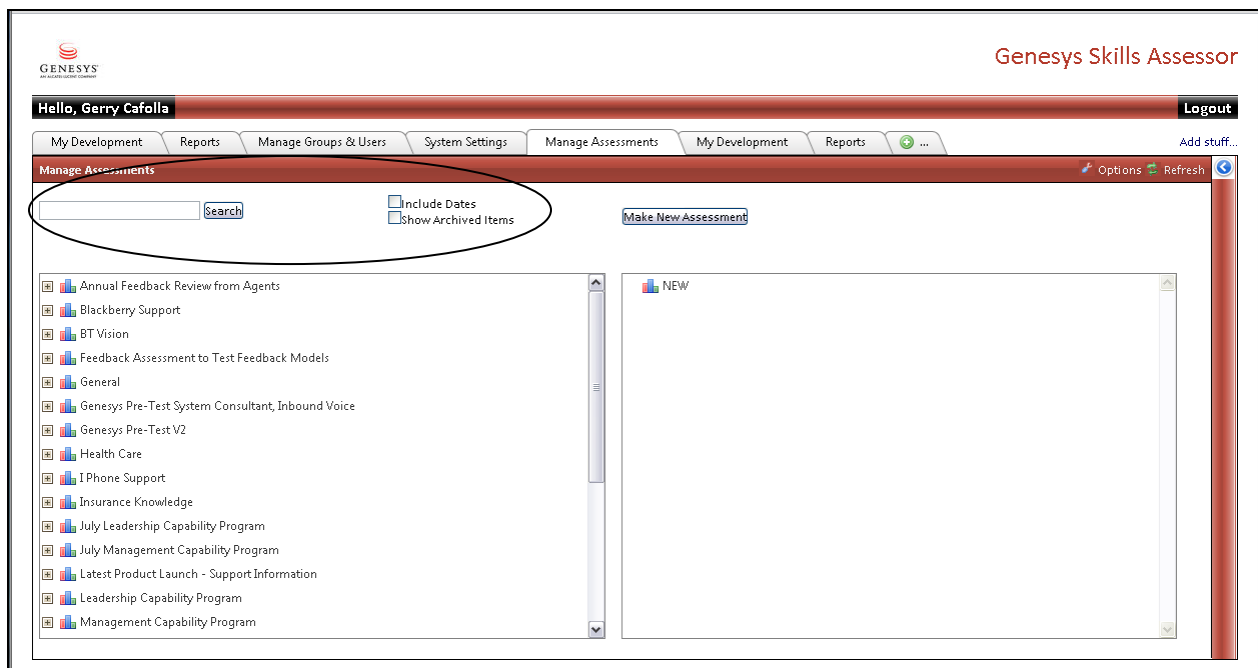 GENESYS
AN ALCATEL-LUCENT COMPANY
Genesys Skills Assessor
Hello, Gerry Cafolla
Logout
My Development Reports Manage Groups & Users System Settings Manage Assessments My Development Reports ...
Add stuff...
Manage Assessments
Options Refresh
Search
Include Dates
Show Archived Items
Make New Assessment
Annual Feedback Review from Agents
Blackberry Support
BT Vision
Feedback Assessment to Test Feedback Models
General
Genesys Pre-Test System Consultant, Inbound Voice
Genesys Pre-Test V2
Health Care
I Phone Support
Insurance Knowledge
July Leadership Capability Program
July Management Capability Program
Latest Product Launch - Support Information
Leadership Capability Program
Management Capability Program
NEW